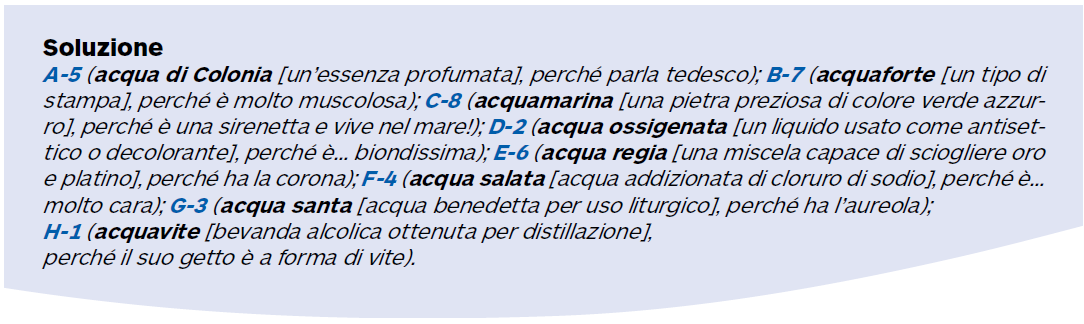 Soluzione
A-5 (acqua di Colonia [un’essenza profumata], perché parla tedesco); B-7 (acquaforte [un tipo di
stampa], perché è molto muscolosa); C-8 (acquamarina [una pietra preziosa di colore verde azzur-
ro], perché è una sirenetta e vive nel mare!); D-2 (acqua ossigenata [un liquido usato come antiset-
tico o decolorante], perché è... biondissima); E-6 (acqua regia [una miscela capace di sciogliere oro
e platino], perché ha la corona); F-4 (acqua salata [acqua addizionata di cloruro di sodio], perché è...
molto cara); G-3 (acqua santa [acqua benedetta per uso liturgico], perché ha l’aureola);
H-1 (acquavite [bevanda alcolica ottenuta per distillazione],
perché il suo getto è a forma di vite).